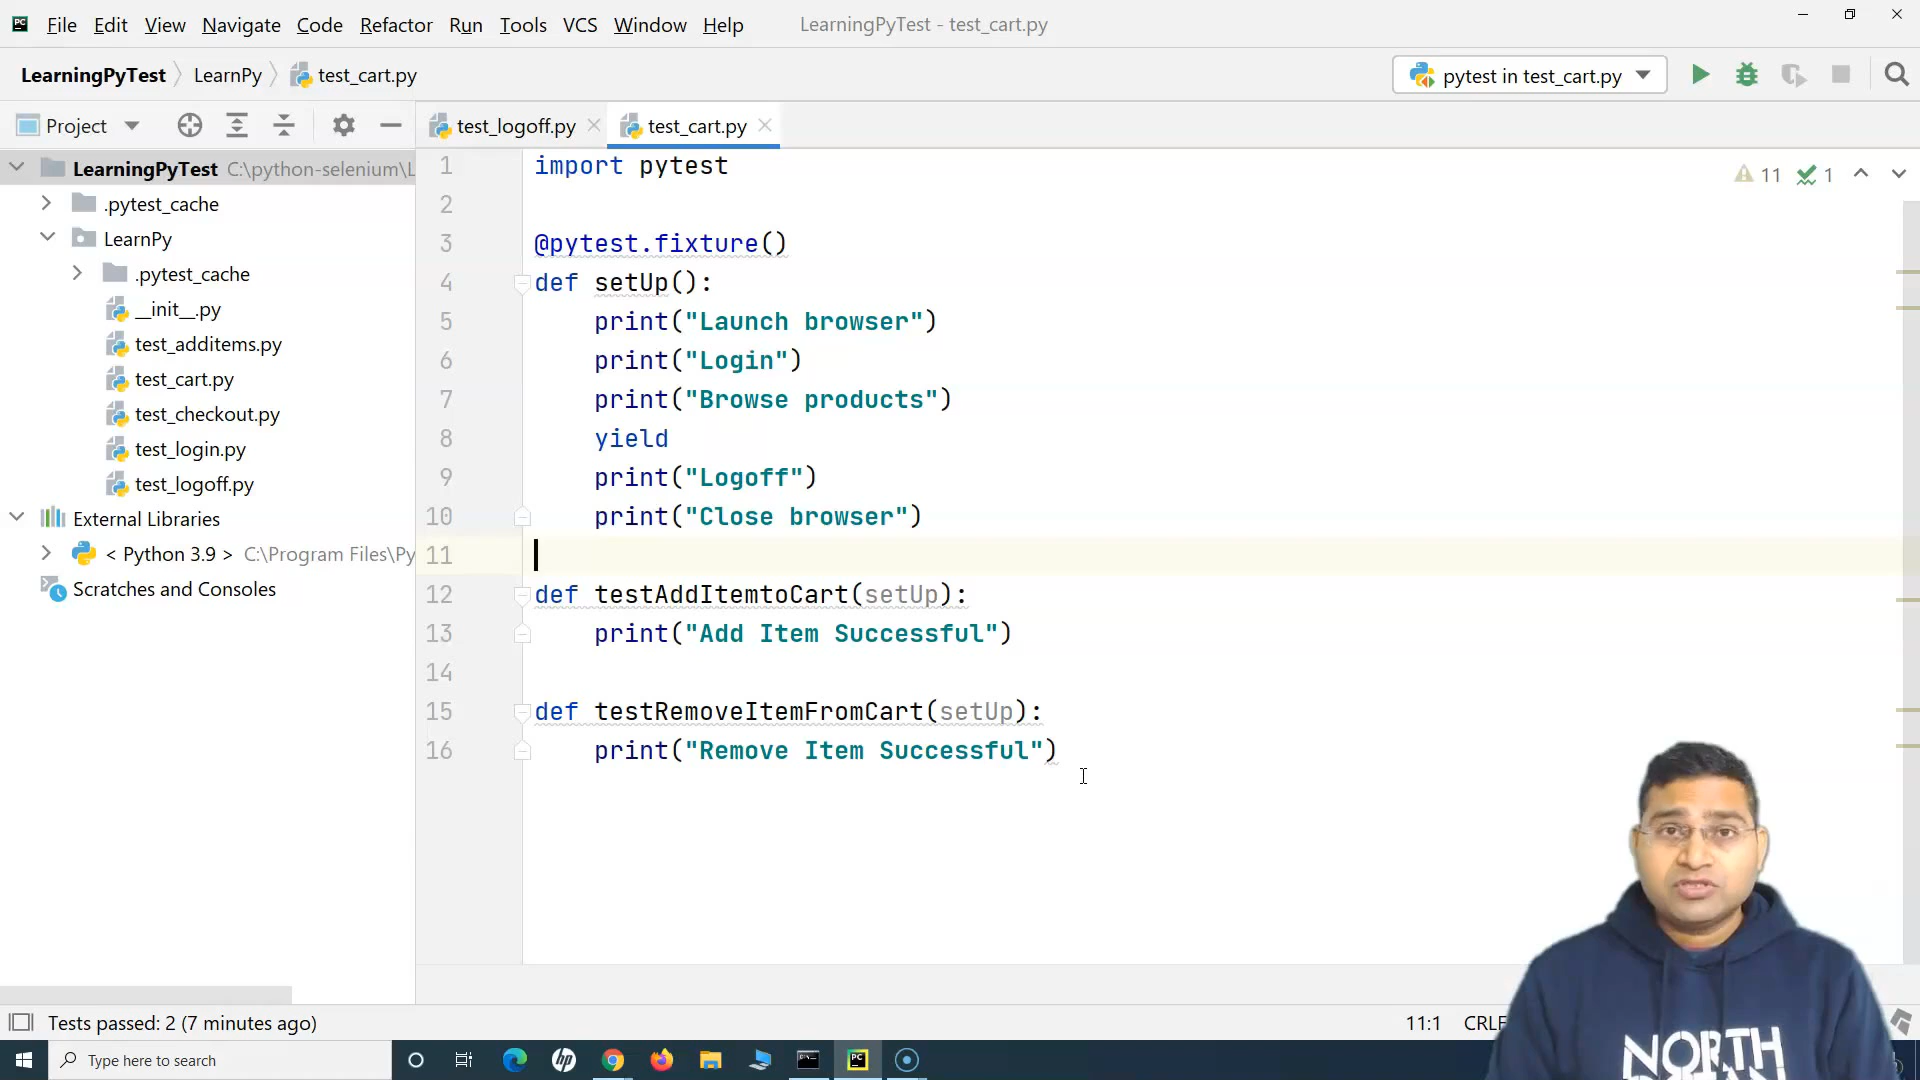 File Edit View Navigate Code Refactor Run Tools VCS Window Help LearningPyTest - test_cart.py
LearningPyTest LearnPy test_cart.py pytest in test_cart.py
Project test_logoff.py test_cart.py
LearningPyTest C:\python-selenium\L
.pytest_cache
LearnPy
.pytest_cache
__init__.py
test_additems.py
test_cart.py
test_checkout.py
test_login.py
test_logoff.py
External Libraries
< Python 3.9 > C:\Program Files\Py
Scratches and Consoles
11 1
1 import pytest
2
3 @pytest.fixture()
4 def setUp():
5 print("Launch browser")
6 print("Login")
7 print("Browse products")
8 yield
9 print("Logoff")
10 print("Close browser")
11
12 def testAddItemtoCart(setUp):
13 print("Add Item Successful")
14
15 def testRemoveItemFromCart(setUp):
16 print("Remove Item Successful")
Tests passed: 2 (7 minutes ago) 11:1 CRLF
Type here to search
NORTH